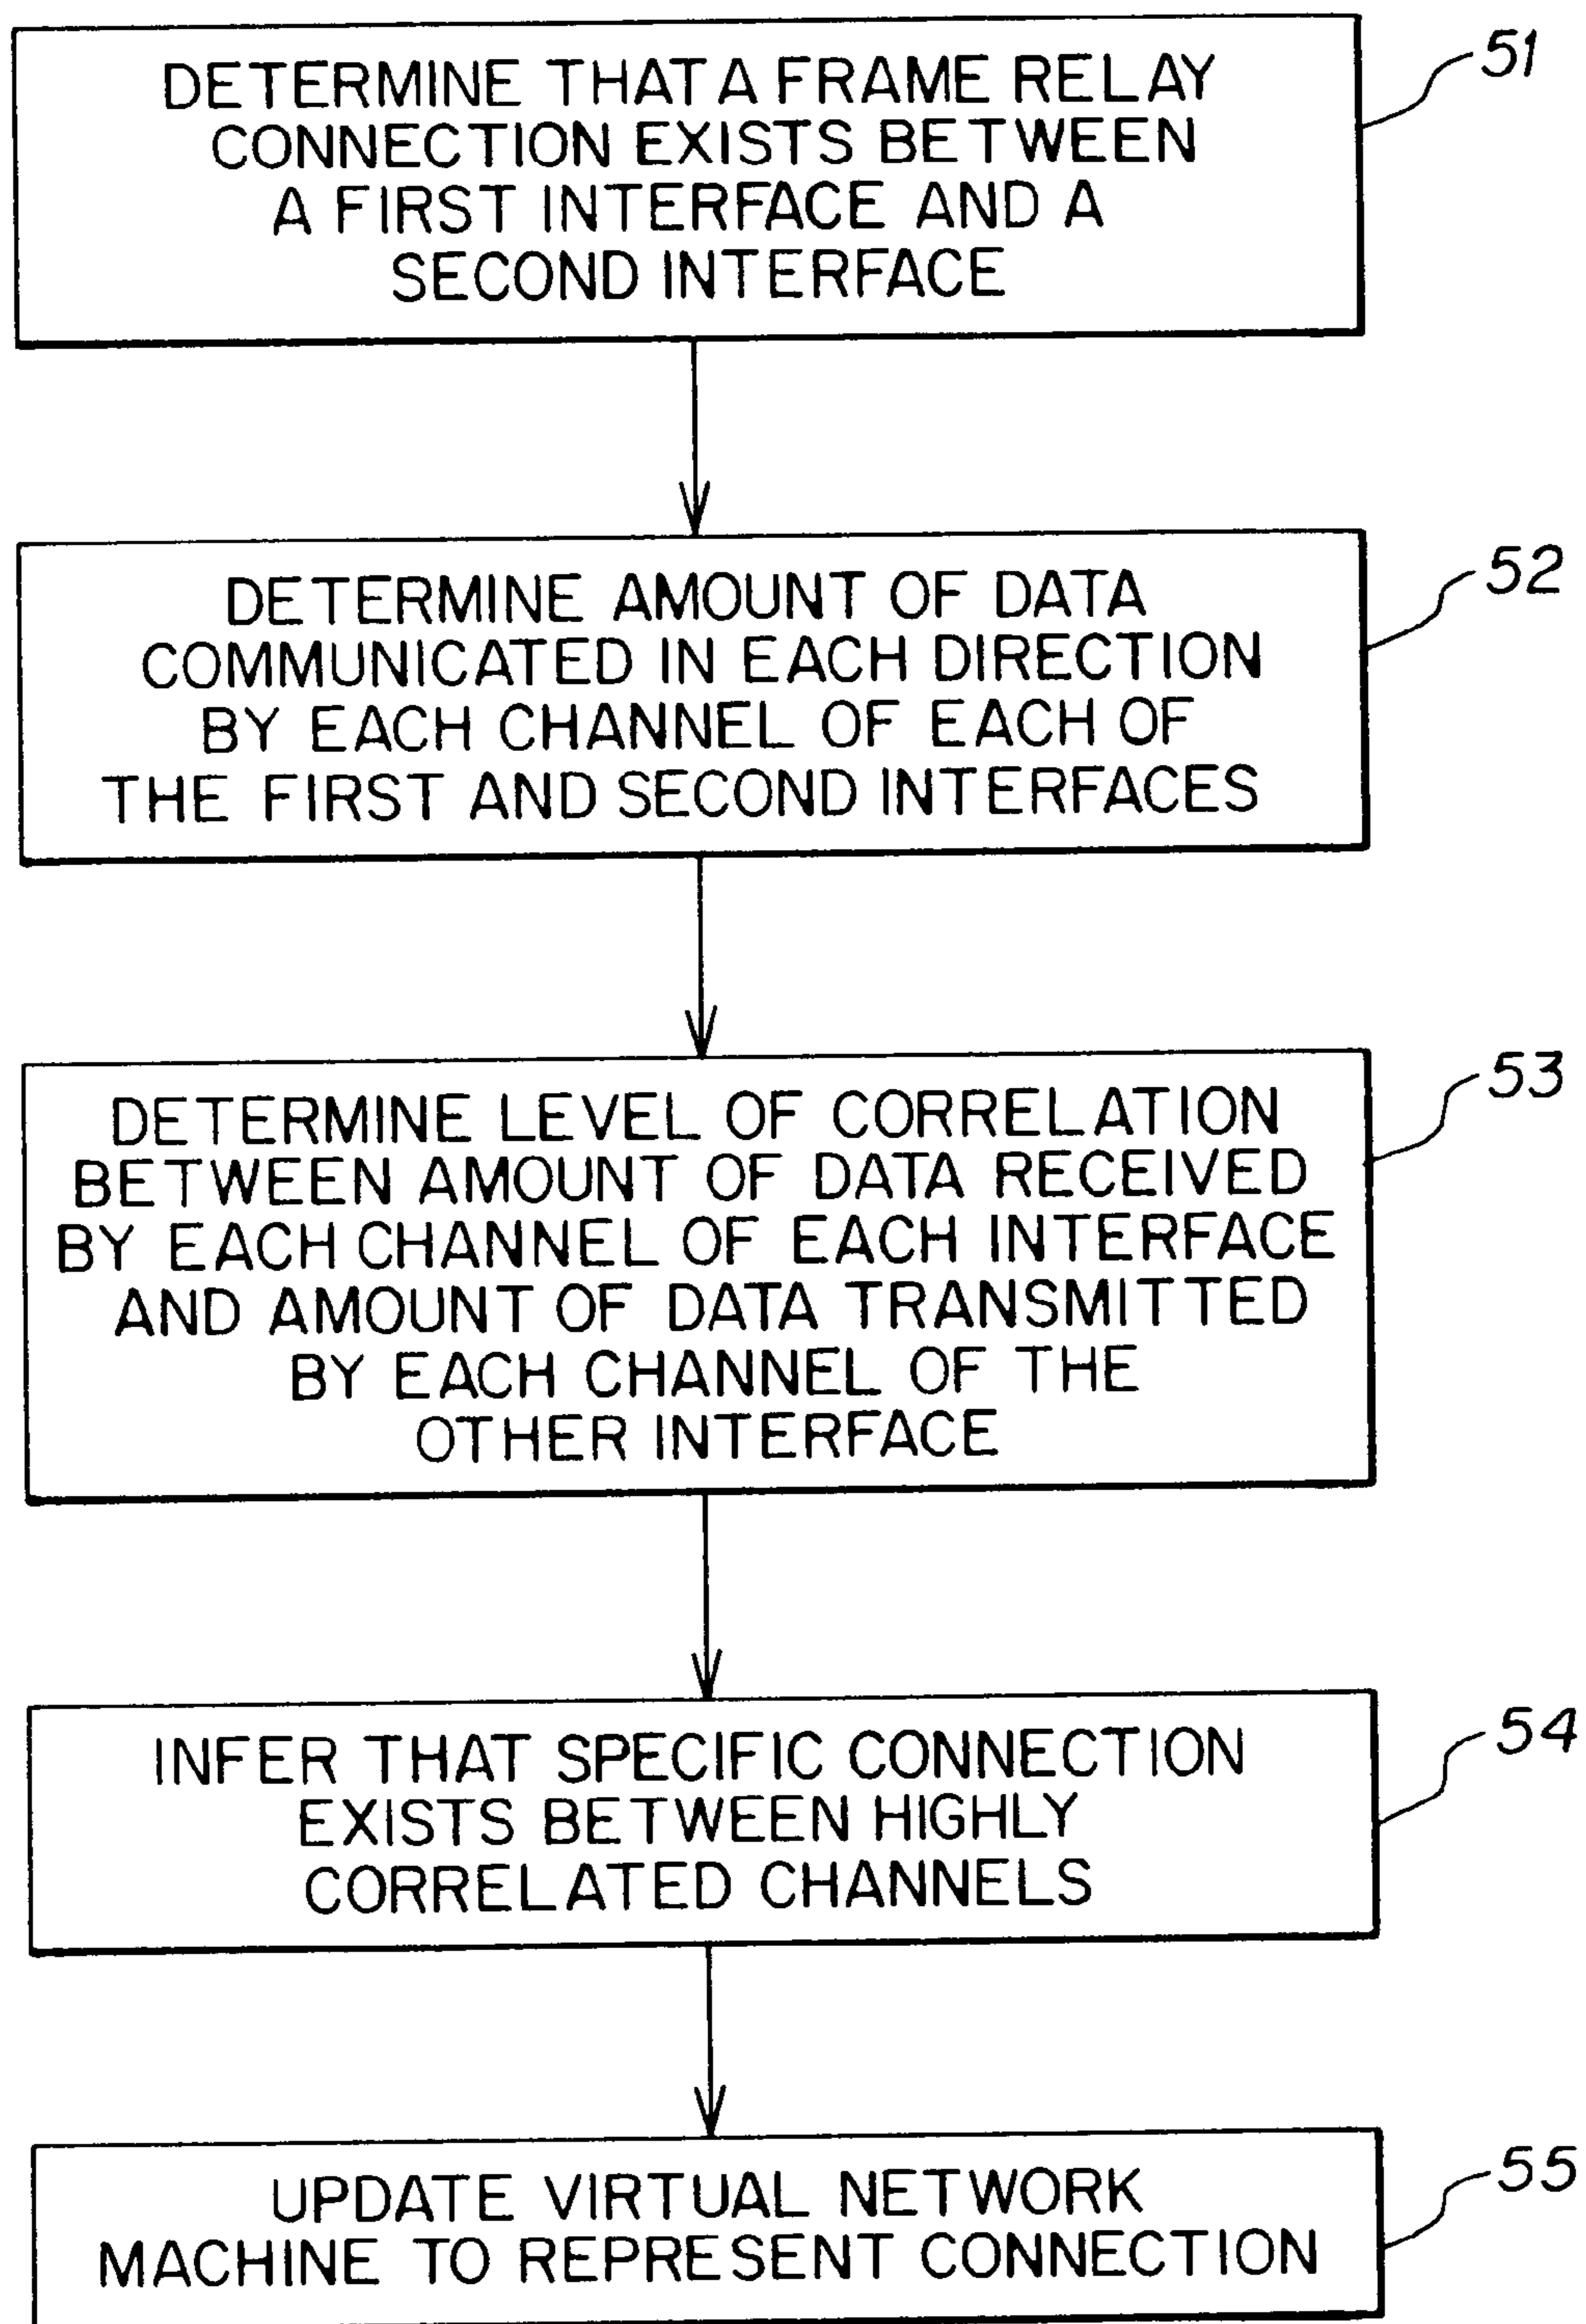 DETERMINE THAT A FRAME RELAY
CONNECTION EXISTS BETWEEN
A FIRST INTERFACE AND A
SECOND INTERFACE
51
DETERMINE AMOUNT OF DATA
COMMUNICATED IN EACH DIRECTION
BY EACH CHANNEL OF EACH OF
THE FIRST AND SECOND INTERFACES
52
DETERMINE LEVEL OF CORRELATION
BETWEEN AMOUNT OF DATA RECEIVED
BY EACH CHANNEL OF EACH INTERFACE
AND AMOUNT OF DATA TRANSMITTED
BY EACH CHANNEL OF THE
OTHER INTERFACE
53
INFER THAT SPECIFIC CONNECTION
EXISTS BETWEEN HIGHLY
CORRELATED CHANNELS
54
UPDATE VIRTUAL NETWORK
MACHINE TO REPRESENT CONNECTION
55